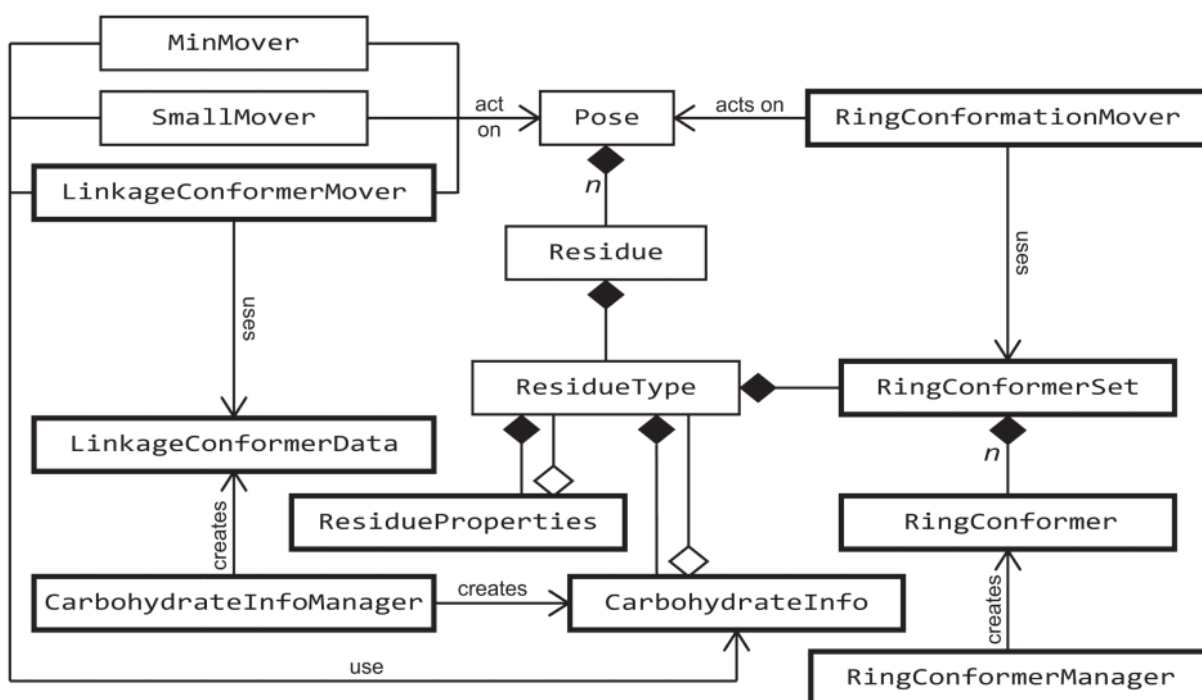 MinMover
SmallMover
act
on
Pose
acts on
RingConformationMover
LinkageConformerMover
n
Residue
uses
uses
ResidueType
RingConformerSet
LinkageConformerData
n
ResidueProperties
RingConformer
creates
CarbohydrateInfoManager
creates
CarbohydrateInfo
creates
use
RingConformerManager